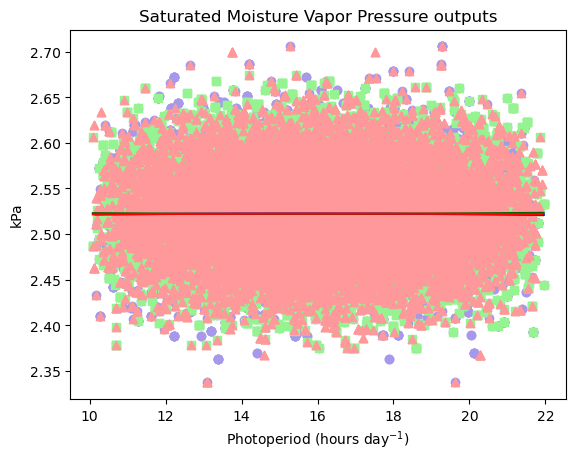 Saturated Moisture Vapor Pressure outputs
2.70
2.65
2.60
2.55
2.50
2.45
2.40
2.35
kPa
10 12 14 16 18 20 22
Photoperiod (hours day⁻¹)